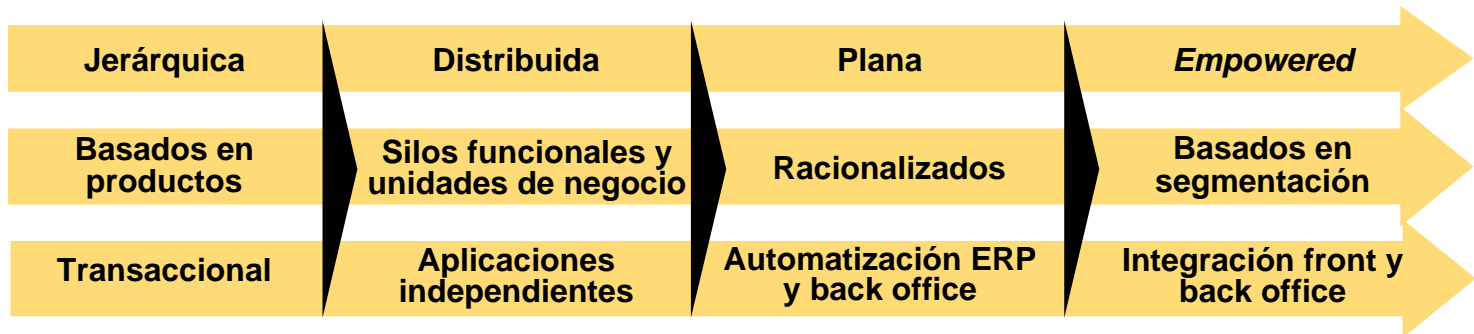 Jerárquica
Distribuida
Plana
Empowered
Basados en
productos
Silos funcionales y
unidades de negocio
Racionalizados
Basados en
segmentación
Transaccional
Aplicaciones
independientes
Automatización ERP
y back office
Integración front y
back office